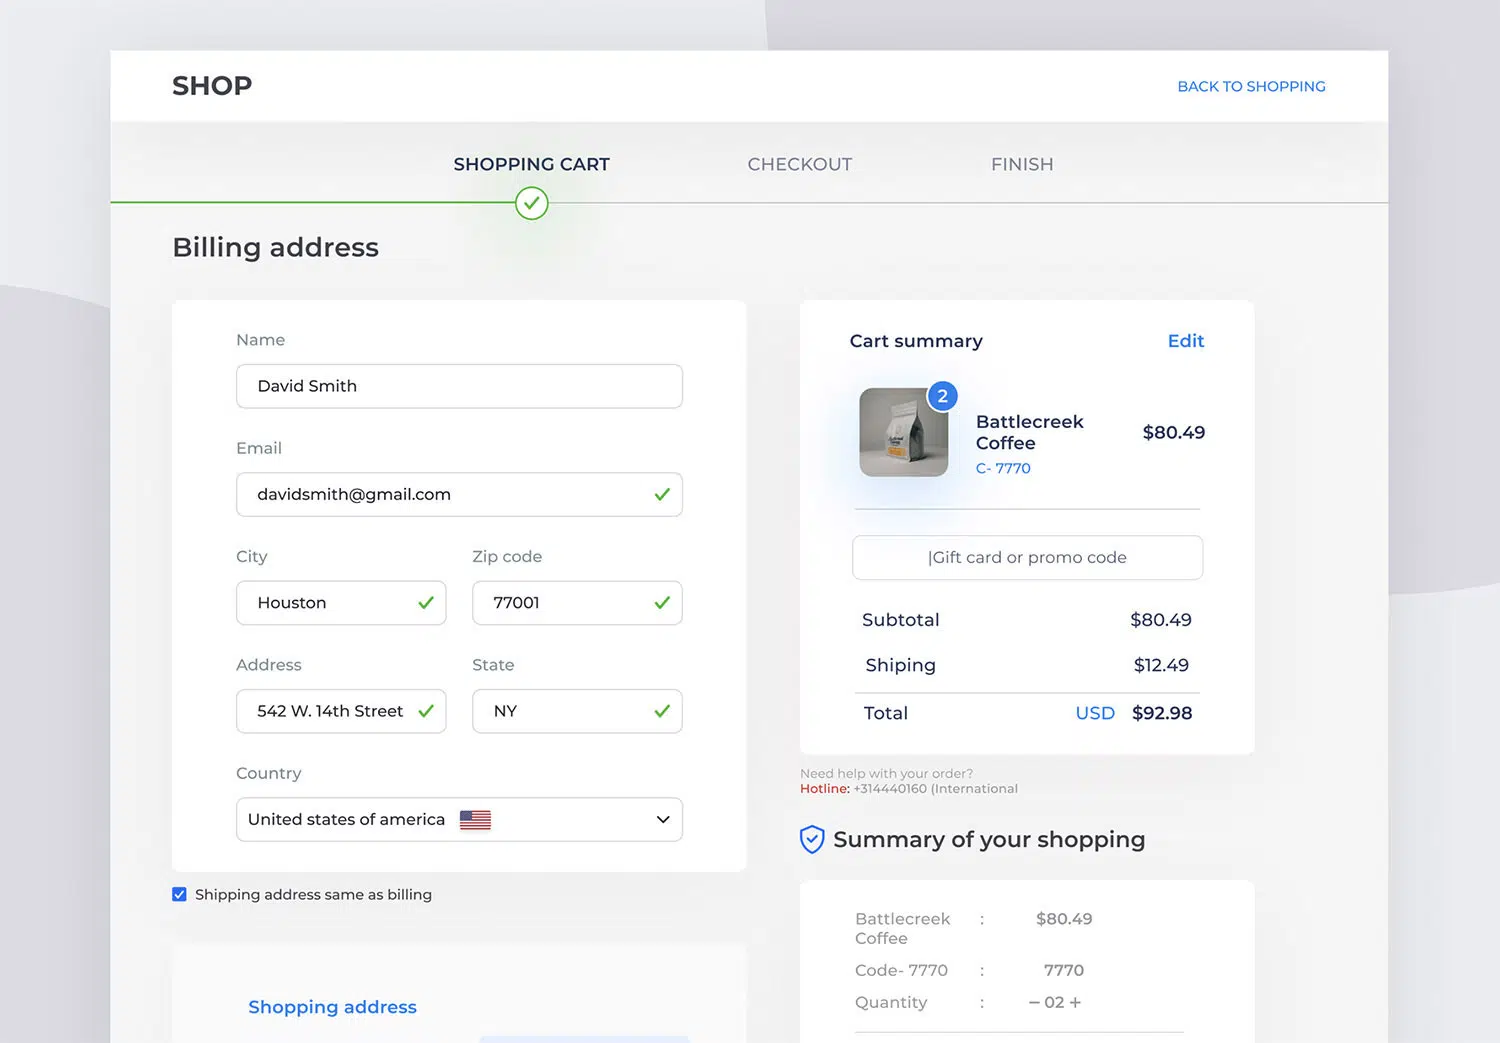 SHOP
BACK TO SHOPPING
SHOPPING CART
CHECKOUT
FINISH
Billing address
Name
David Smith
Email
davidsmith@gmail.com
City
Zip code
Houston
77001
Address
State
542 W. 14th Street
NY
Country
United states of america
Shipping address same as billing
Shopping address
Cart summary
Edit
2
Battlecreek
Coffee
$80.49
C- 7770
|Gift card or promo code
Subtotal
$80.49
Shiping
$12.49
Total
USD $92.98
Need help with your order?
Hotline: +314440160 (International
Summary of your shopping
Battlecreek : $80.49
Coffee
Code- 7770 : 7770
Quantity : – 02 +